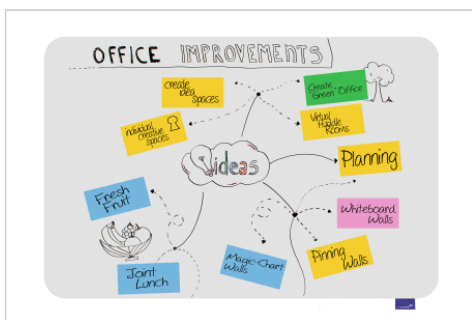 OFFICE IMPROVEMENTS
create
idea
spaces
Create
"Green" Office
individual
creative
spaces
Virtual
Huddle
Rooms
ideas
Planning
Fresh
Fruit
Whiteboard
Walls
Joint
Lunch
Magic-Chart
Walls
Pinning
Walls